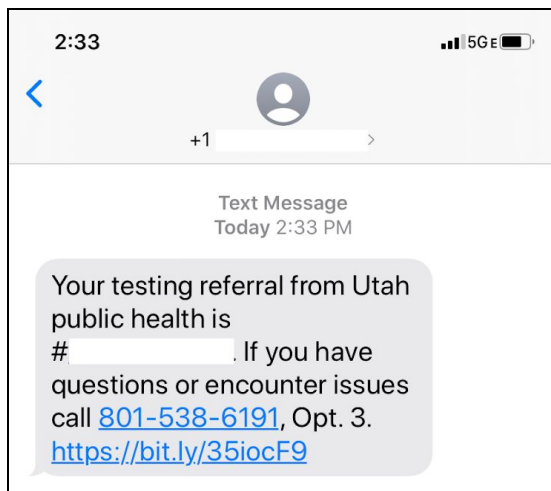 2:33
5GE
+1
Text Message
Today 2:33 PM
Your testing referral from Utah
public health is
#. If you have
questions or encounter issues
call 801-538-6191, Opt. 3.
https://bit.ly/35iocF9